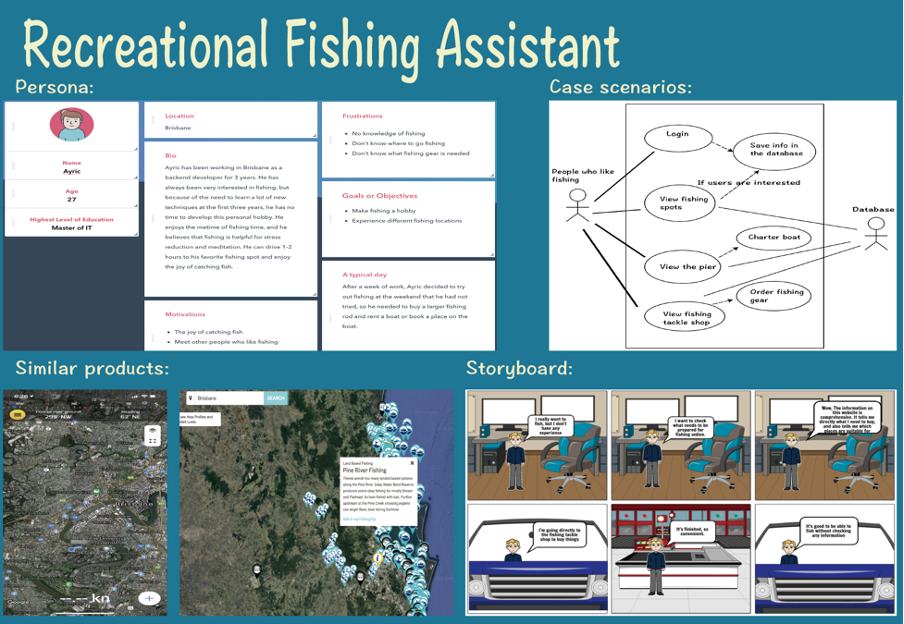 Recreational Fishing Assistant
Persona:
Name
Ayric
Age
27
Highest Level of Education
Master of IT
Location
Brisbane
Bio
Ayric has been working in Brisbane as a
backend developer for 3 years. He has
always been very interested in fishing, but
because of the need to learn a lot of new
techniques at the first three years, he has no
time to develop this personal hobby. He
enjoys the metime of fishing time, and he
believes that fishing is helpful for stress
reduction and meditation. He can drive 1-2
hours to his favorite fishing spot and enjoy
the joy of catching fish.
Motivations
The joy of catching fish
Meet other people who like fishing
Frustrations
No knowledge of fishing
Don't know where to go fishing
Don't know what fishing gear is needed
Goals or Objectives
Make fishing a hobby
Experience different fishing locations
A typical day
After a week of work, Ayric decided to try
out fishing at the weekend that he had not
tried, so he needed to buy a larger fishing
rod and rent a boat or book a place on the
boat.
Case scenarios:
People who like
fishing
Login
Save info in
the database
If users are interested
View fishing
spots
Database
Charter boat
View the pier
Order fishing
gear
View fishing
tackle shop
Similar products:
299° NW
62° NE
--.-- kn
Google
Brisbane
SEARCH
Land Based Fishing
Pine River Fishing
Add to my FishingTrip
Storyboard:
I really want to
fish, but I don't
have any
experience
I want to check
what needs to be
prepared for
fishing online.
Wow, The information on
this website is
comprehensive. It tells me
directly what I need to buy,
and also tells me which
places are suitable for
I'm going directly to
the fishing tackle
shop to buy things
It's finished, so
convenient.
It's good to be able to
fish without checking
any information